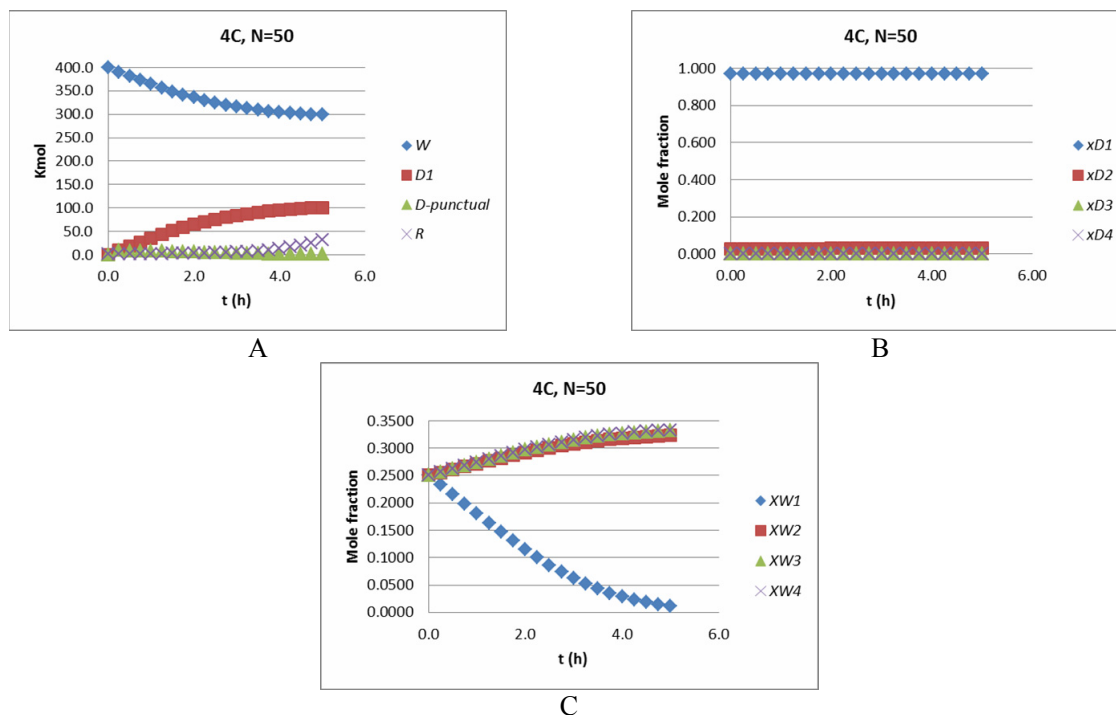 4C, N=50
Kmol
400.0
350.0
300.0
250.0
200.0
150.0
100.0
50.0
0.0
0.0 2.0 4.0 6.0
t (h)
W
D1
D-punctual
R
A
4C, N=50
Mole fraction
1.000
0.800
0.600
0.400
0.200
0.000
0.00 2.00 4.00 6.00
t (h)
xD1
xD2
xD3
xD4
B
4C, N=50
Mole fraction
0.3500
0.3000
0.2500
0.2000
0.1500
0.1000
0.0500
0.0000
0.0 2.0 4.0 6.0
t (h)
XW1
XW2
XW3
XW4
C